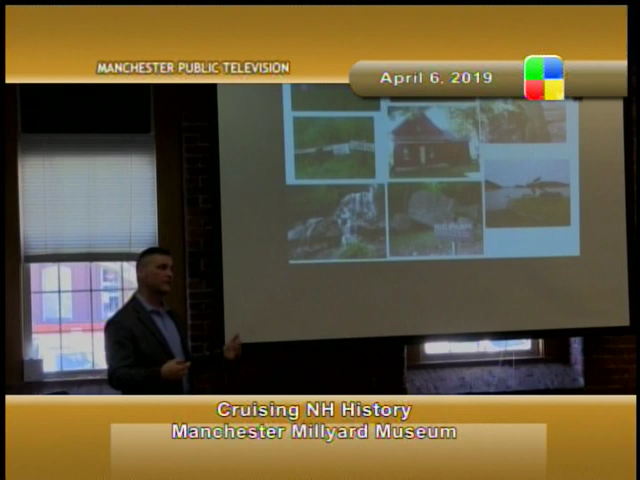 MANCHESTER PUBLIC TELEVISION
April 6, 2019
Cruising NH History
Manchester Millyard Museum